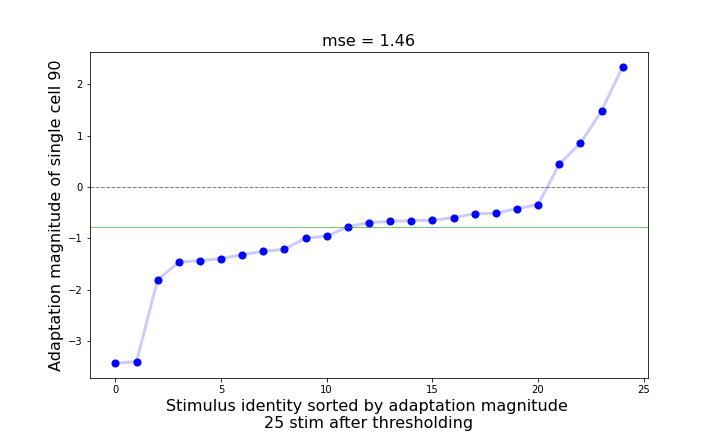 mse = 1.46
Adaptation magnitude of single cell 90
2
1
0
−1
−2
−3
0 5 10 15 20 25
Stimulus identity sorted by adaptation magnitude
25 stim after thresholding